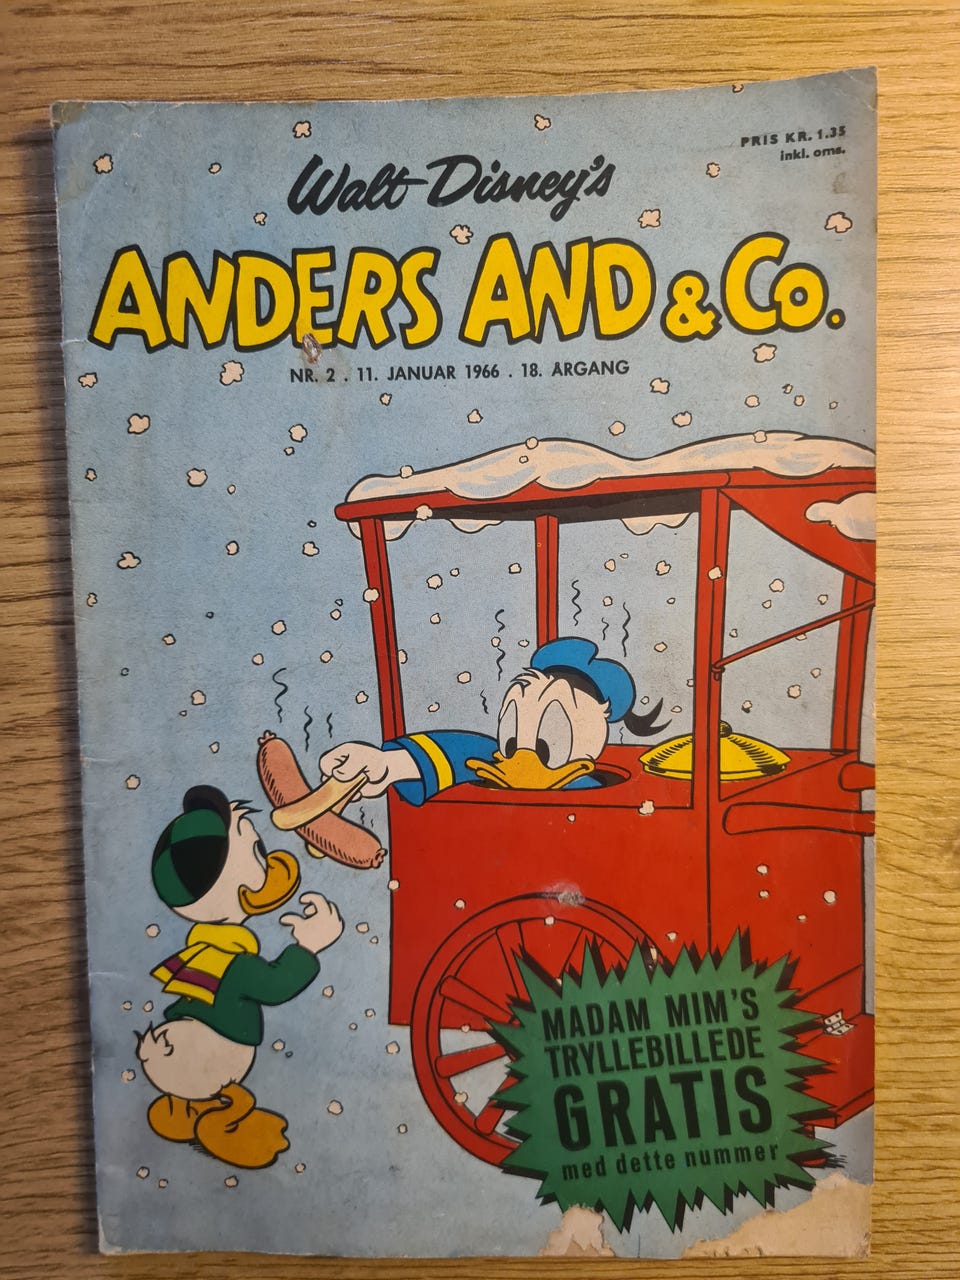 PRIS KR. 1.35
inkl. oms.
Walt Disney's
ANDERS AND & Co.
NR. 2 . 11. JANUAR 1966 . 18. ÅRGANG
MADAM MIM'S
TRYLLEBILLEDE
GRATIS
med dette nummer